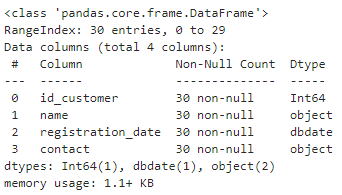 <class 'pandas.core.frame.DataFrame'>
RangeIndex: 30 entries, 0 to 29
Data columns (total 4 columns):
 #   Column             Non-Null Count  Dtype
---  ------             --------------  -----
 0   id_customer        30 non-null     Int64
 1   name               30 non-null     object
 2   registration_date  30 non-null     dbdate
 3   contact            30 non-null     object
dtypes: Int64(1), dbdate(1), object(2)
memory usage: 1.1+ KB